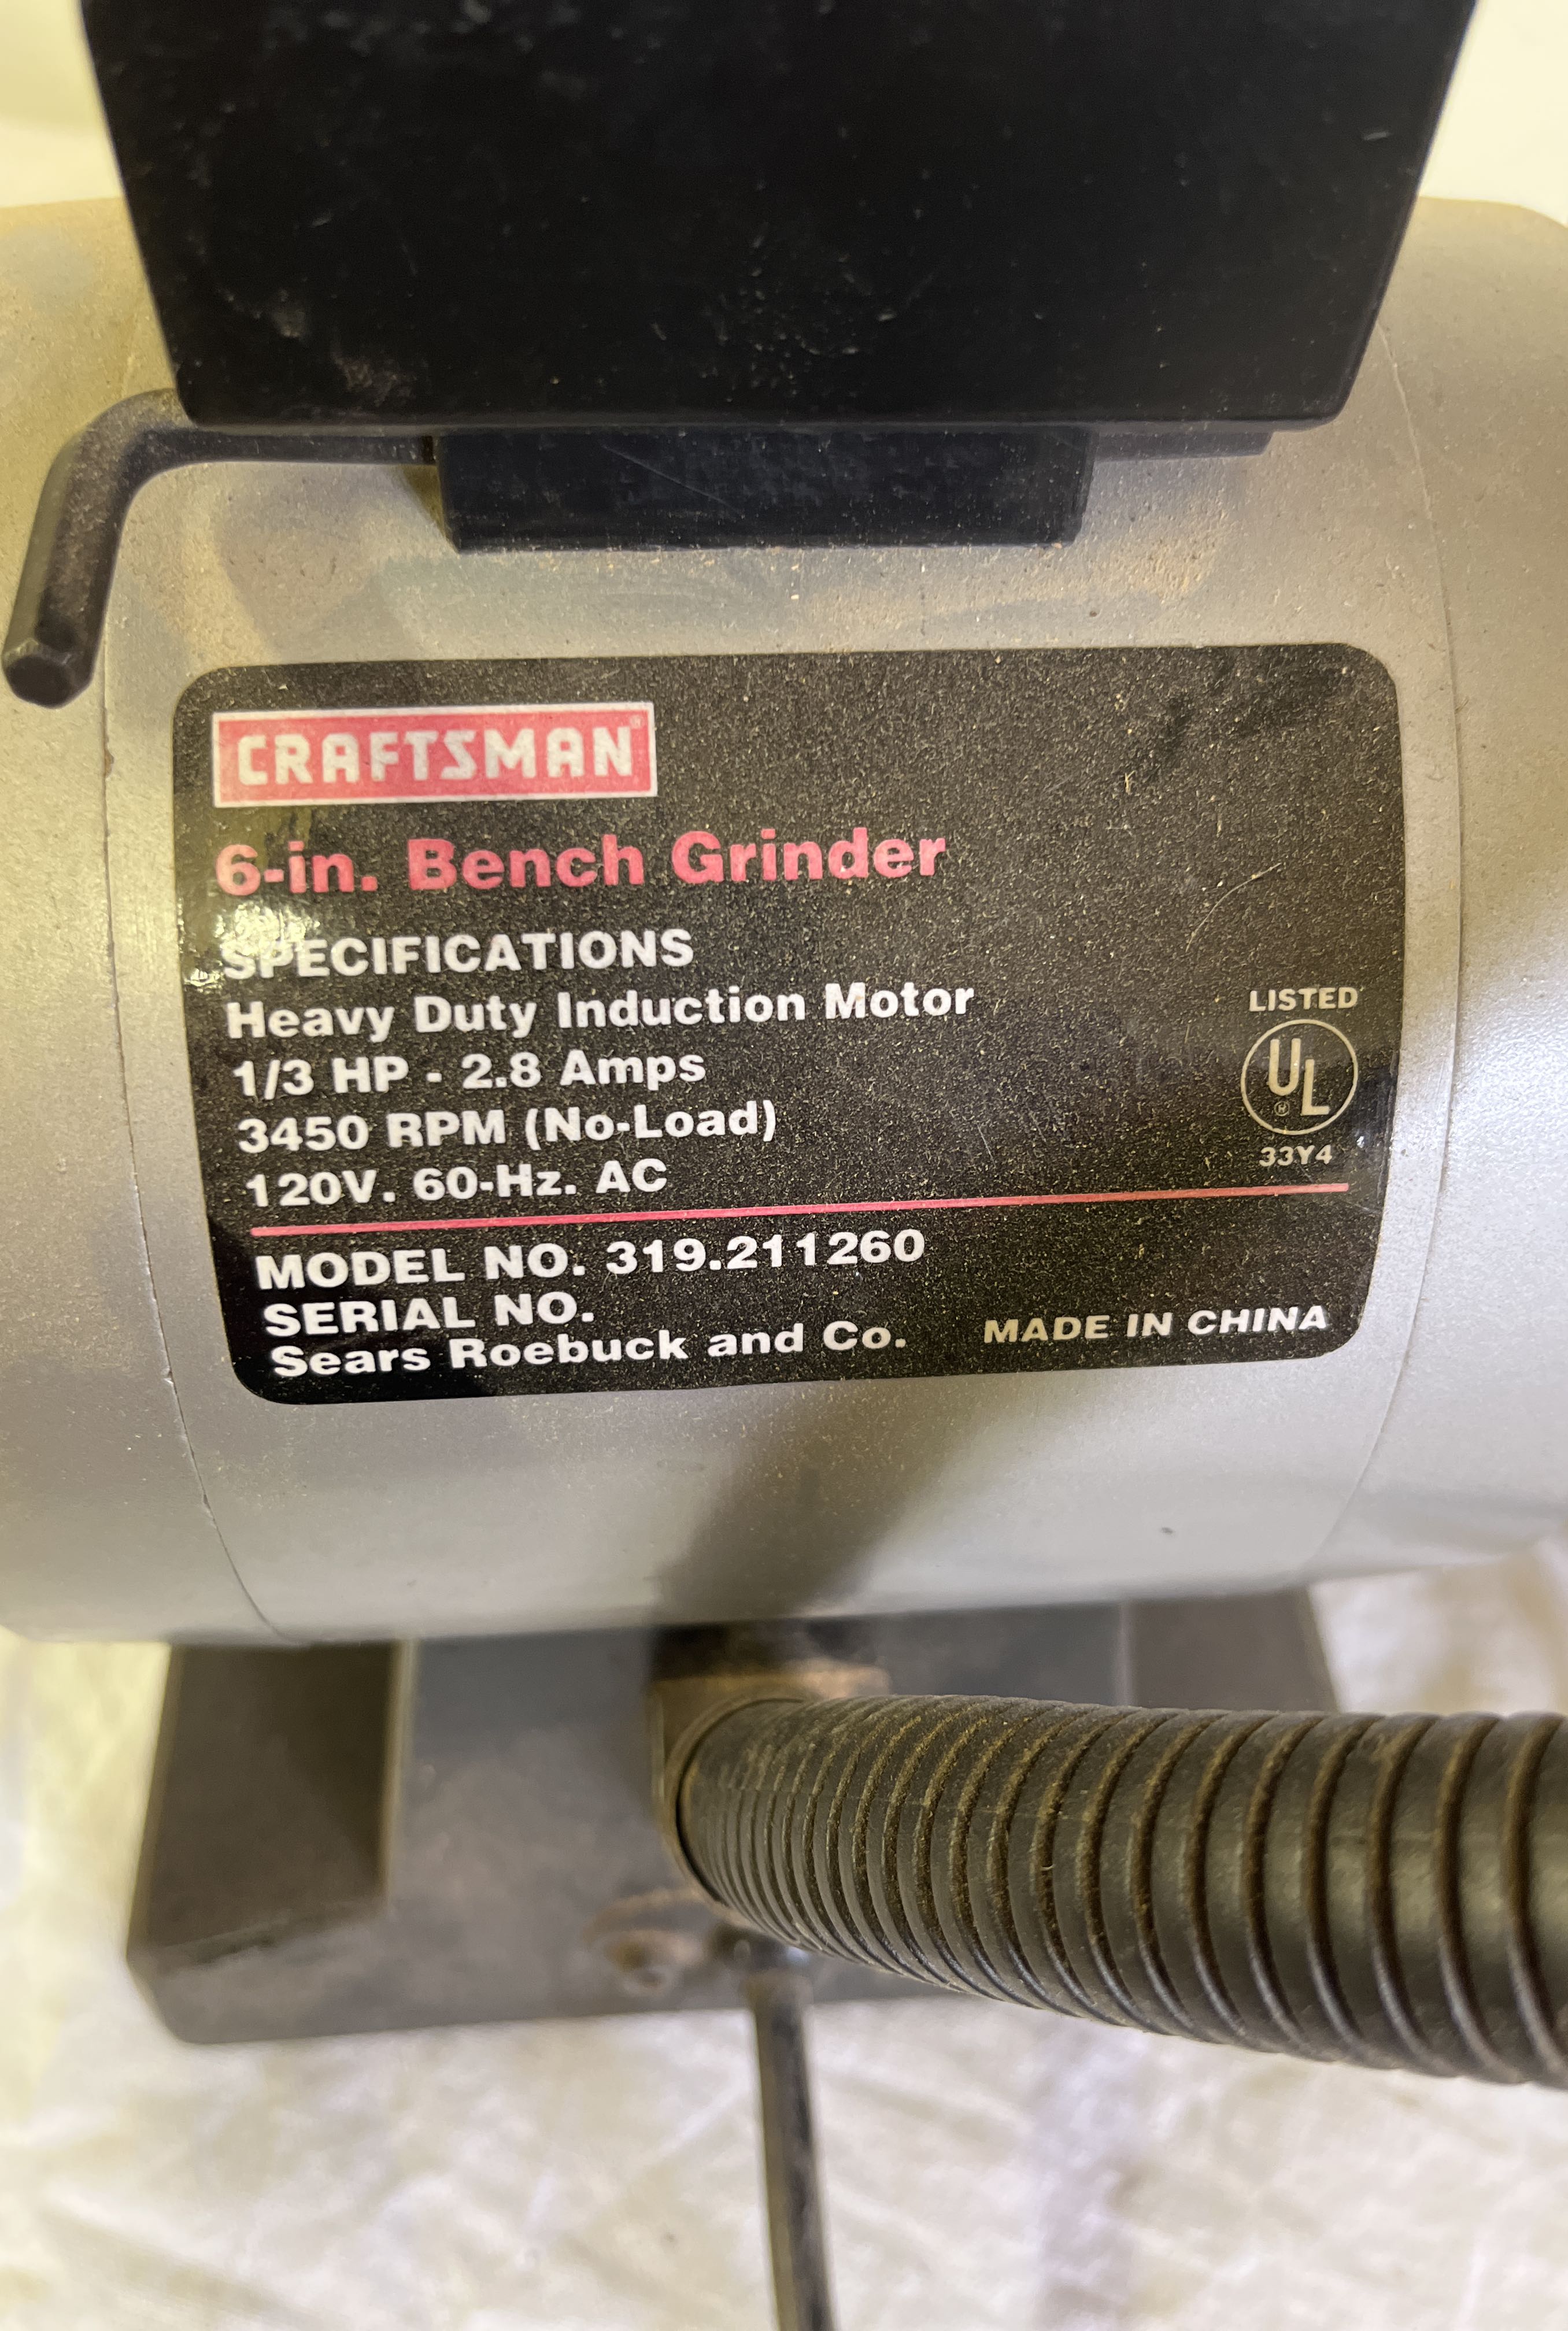 CRAFTSMAN®
6-in. Bench Grinder
SPECIFICATIONS
Heavy Duty Induction Motor
1/3 HP - 2.8 Amps
3450 RPM (No-Load)
120V. 60-Hz. AC
LISTED
UL®
33Y4
MODEL NO. 319.211260
SERIAL NO.
Sears Roebuck and Co. MADE IN CHINA